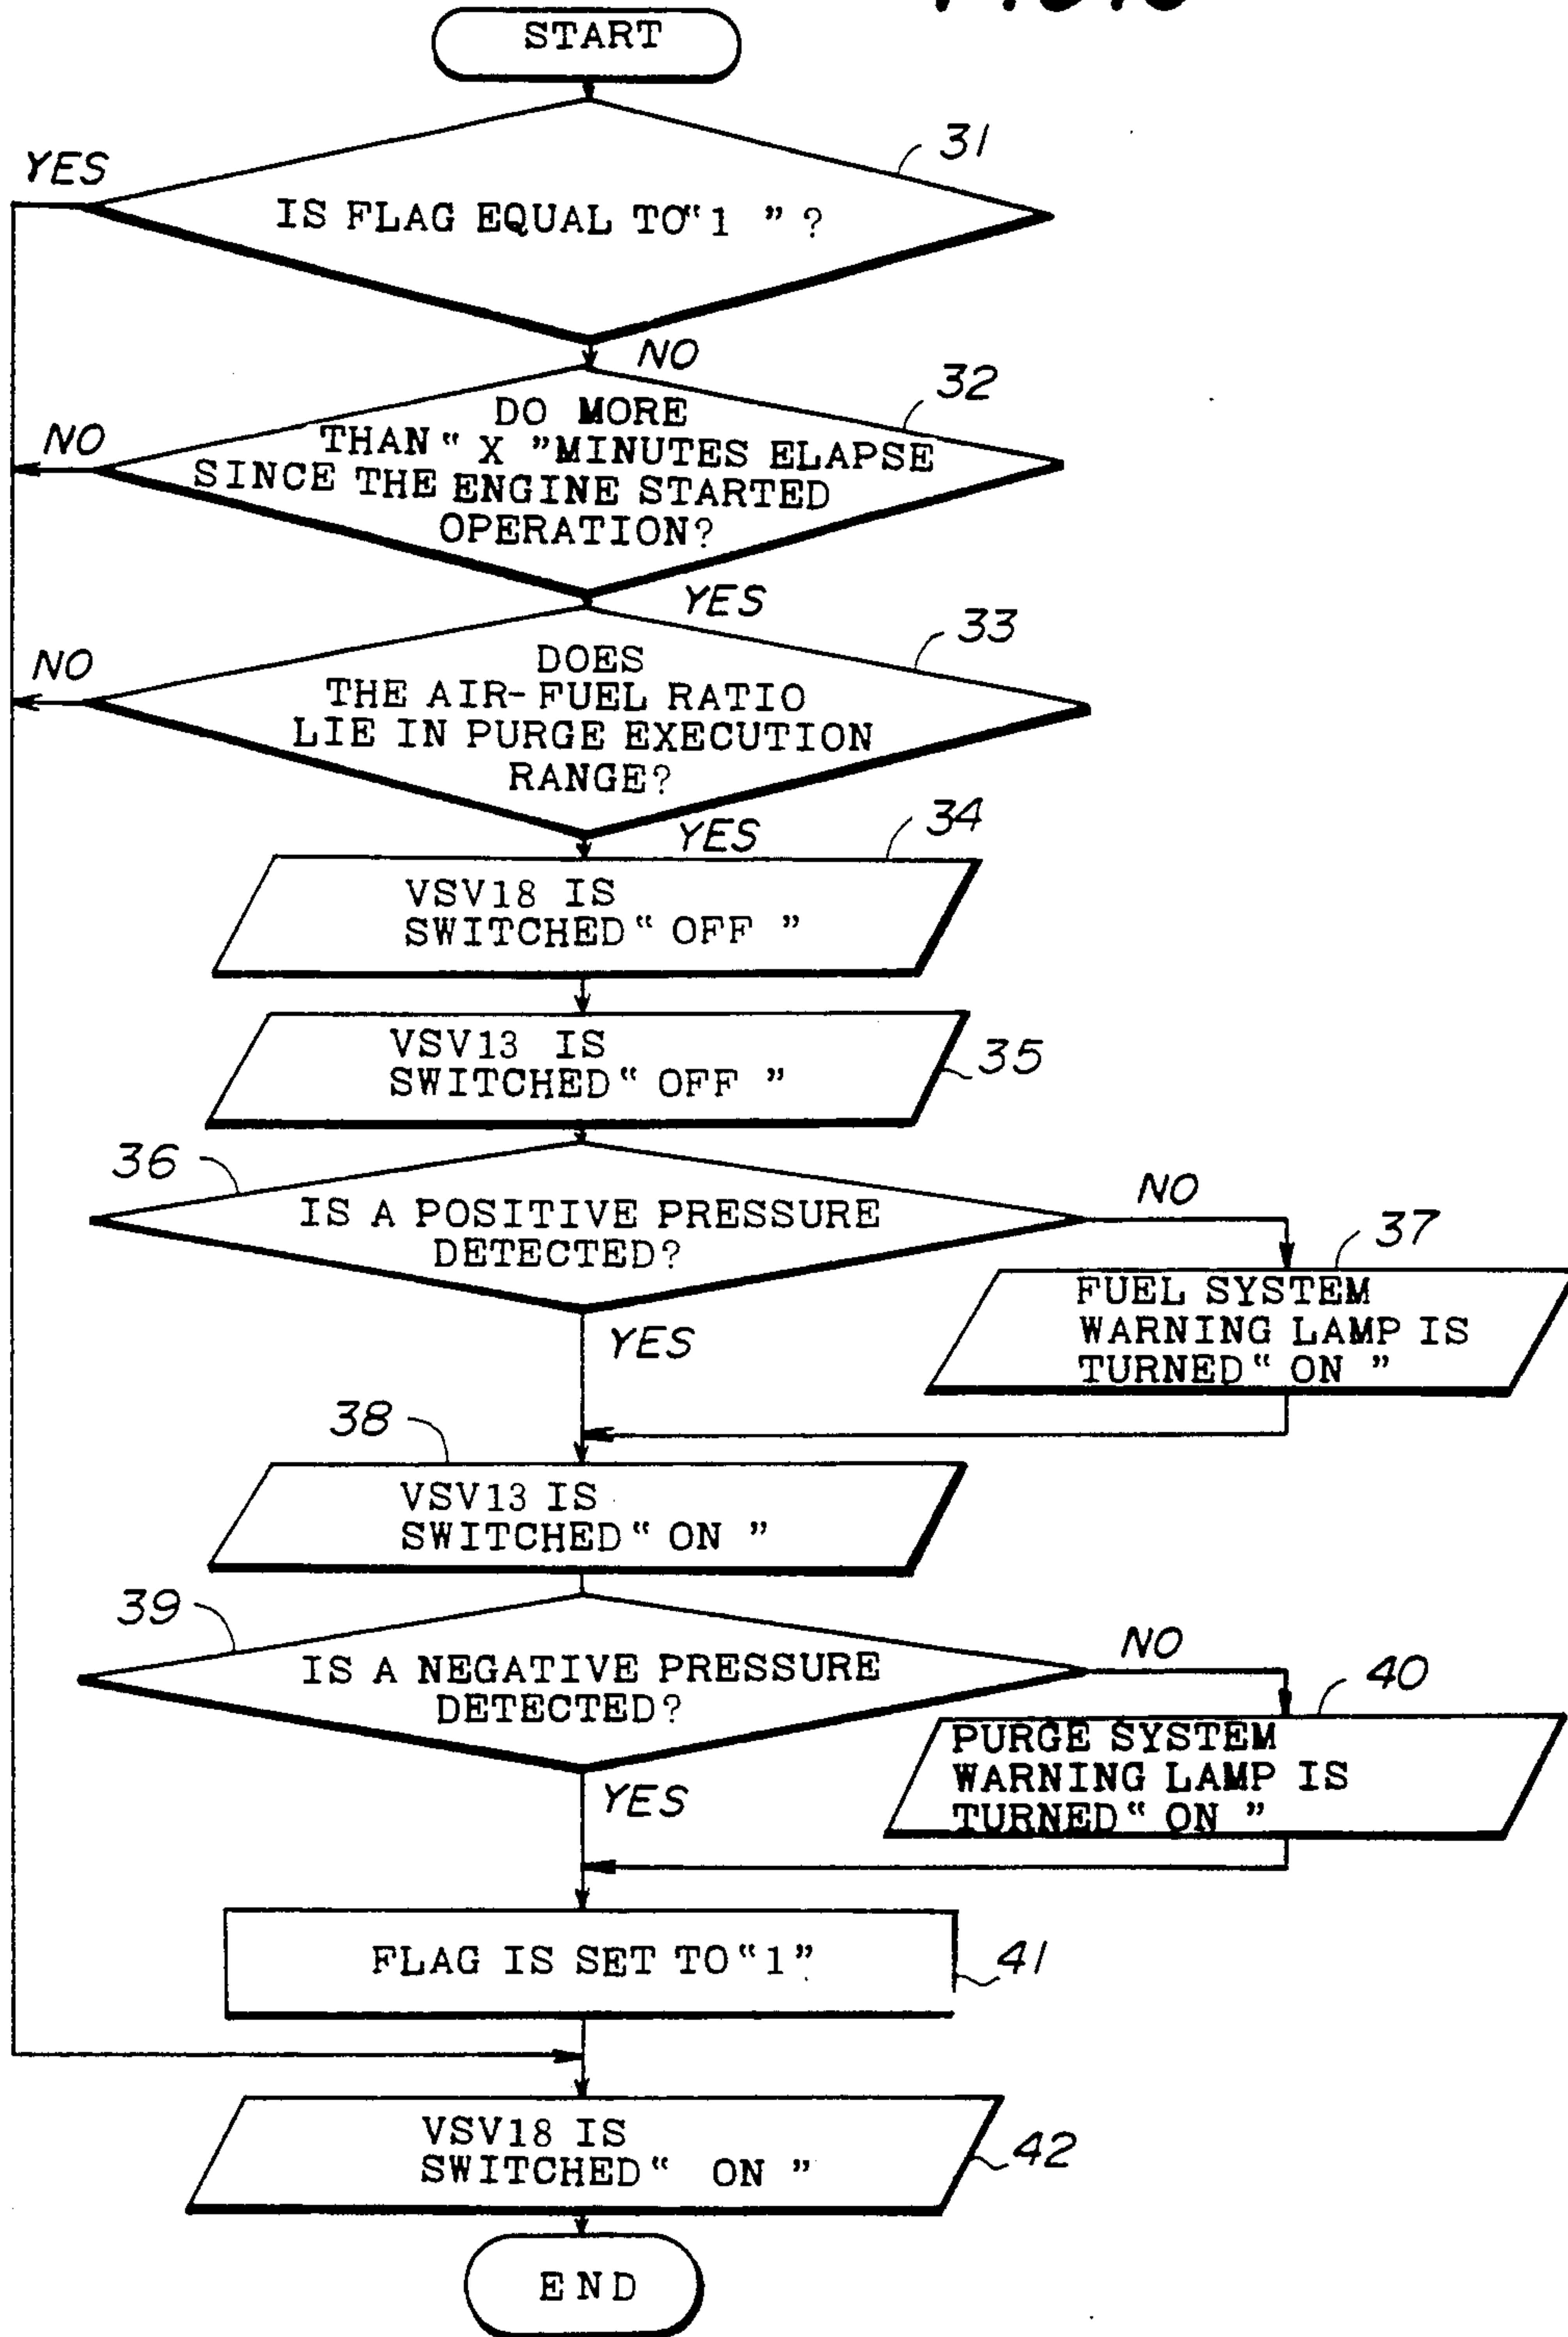 START
31
YES
IS FLAG EQUAL TO "1 " ?
NO
32
DO MORE
THAN " X " MINUTES ELAPSE
SINCE THE ENGINE STARTED
OPERATION?
NO
YES
33
DOES
THE AIR-FUEL RATIO
LIE IN PURGE EXECUTION
RANGE?
NO
YES
34
VSV18 IS
SWITCHED " OFF "
VSV13 IS
SWITCHED " OFF "
35
36
IS A POSITIVE PRESSURE
DETECTED?
NO
37
FUEL SYSTEM
WARNING LAMP IS
TURNED " ON "
YES
38
VSV13 IS
SWITCHED " ON "
39
IS A NEGATIVE PRESSURE
DETECTED?
NO
40
PURGE SYSTEM
WARNING LAMP IS
TURNED " ON "
YES
FLAG IS SET TO "1"
41
VSV18 IS
SWITCHED " ON "
42
END